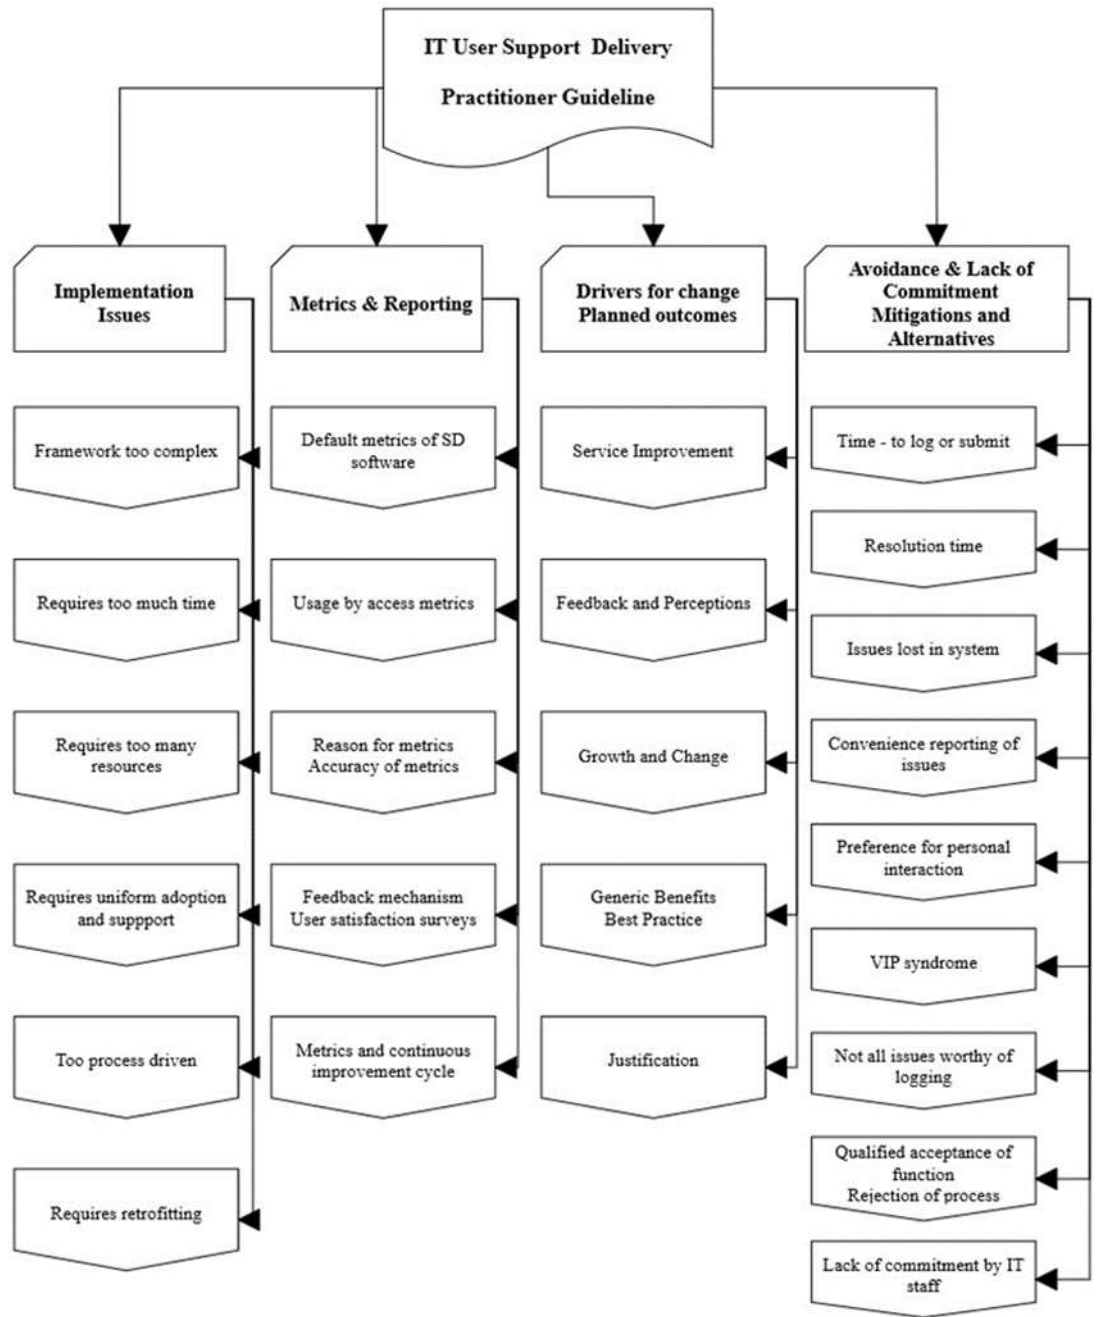 IT User Support Delivery
Practitioner Guideline
Implementation
Issues
Metrics & Reporting
Drivers for change
Planned outcomes
Avoidance & Lack of
Commitment
Mitigations and
Alternatives
Framework too complex
Requires too much time
Requires too many
resources
Requires uniform adoption
and suppport
Too process driven
Requires retrofitting
Default metrics of SD
software
Usage by access metrics
Reason for metrics
Accuracy of metrics
Feedback mechanism
User satisfaction surveys
Metrics and continuous
improvement cycle
Service Improvement
Feedback and Perceptions
Growth and Change
Generic Benefits
Best Practice
Justification
Time - to log or submit
Resolution time
Issues lost in system
Convenience reporting of
issues
Preference for personal
interaction
VIP syndrome
Not all issues worthy of
logging
Qualified acceptance of
function
Rejection of process
Lack of commitment by IT
staff